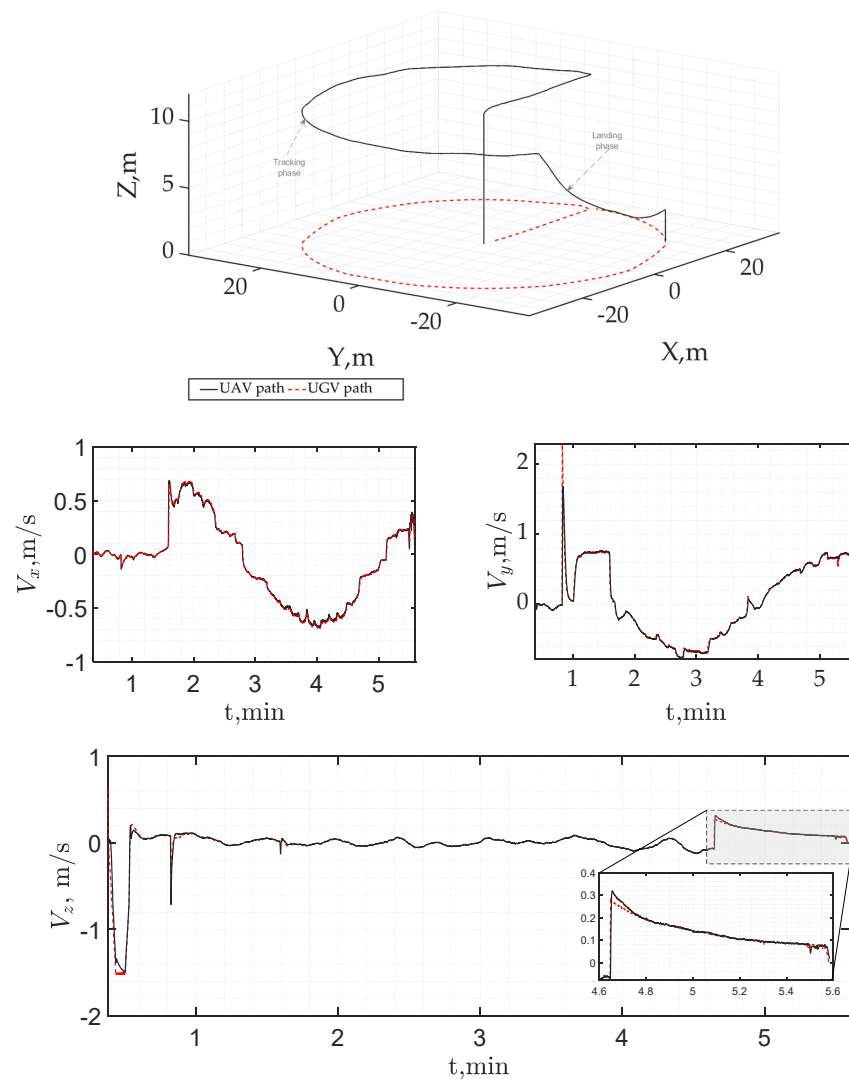 10
Z,m
5
0
Tracking
phase
Landing
phase
20
0
-20
Y,m
20
0
-20
X,m
UAV path
UGV path
1
0.5
0
-0.5
-1
Vx,m/s
1 2 3 4 5
t,min
2
1
0
Vy,m/s
1 2 3 4 5
t,min
1
0
-1
-2
Vz, m/s
1 2 3 4 5
t,min
0.4
0.3
0.2
0.1
0
4.6 4.8 5 5.2 5.4 5.6